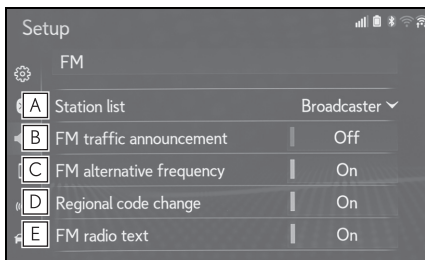 Setup
FM
A Station list Broadcaster
B FM traffic announcement Off
C FM alternative frequency On
D Regional code change On
E FM radio text On